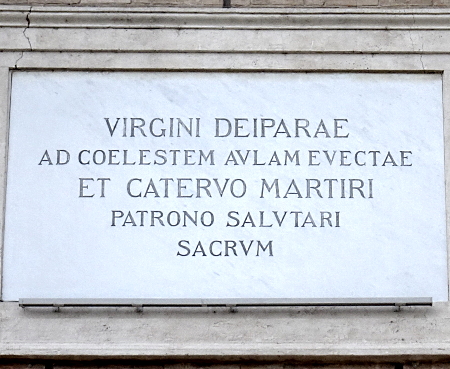 VIRGINI DEIPARAE
AD COELESTEM AVLAM EVECTAE
ET CATERVO MARTIRI
PATRONO SALVTARI
SACRVM